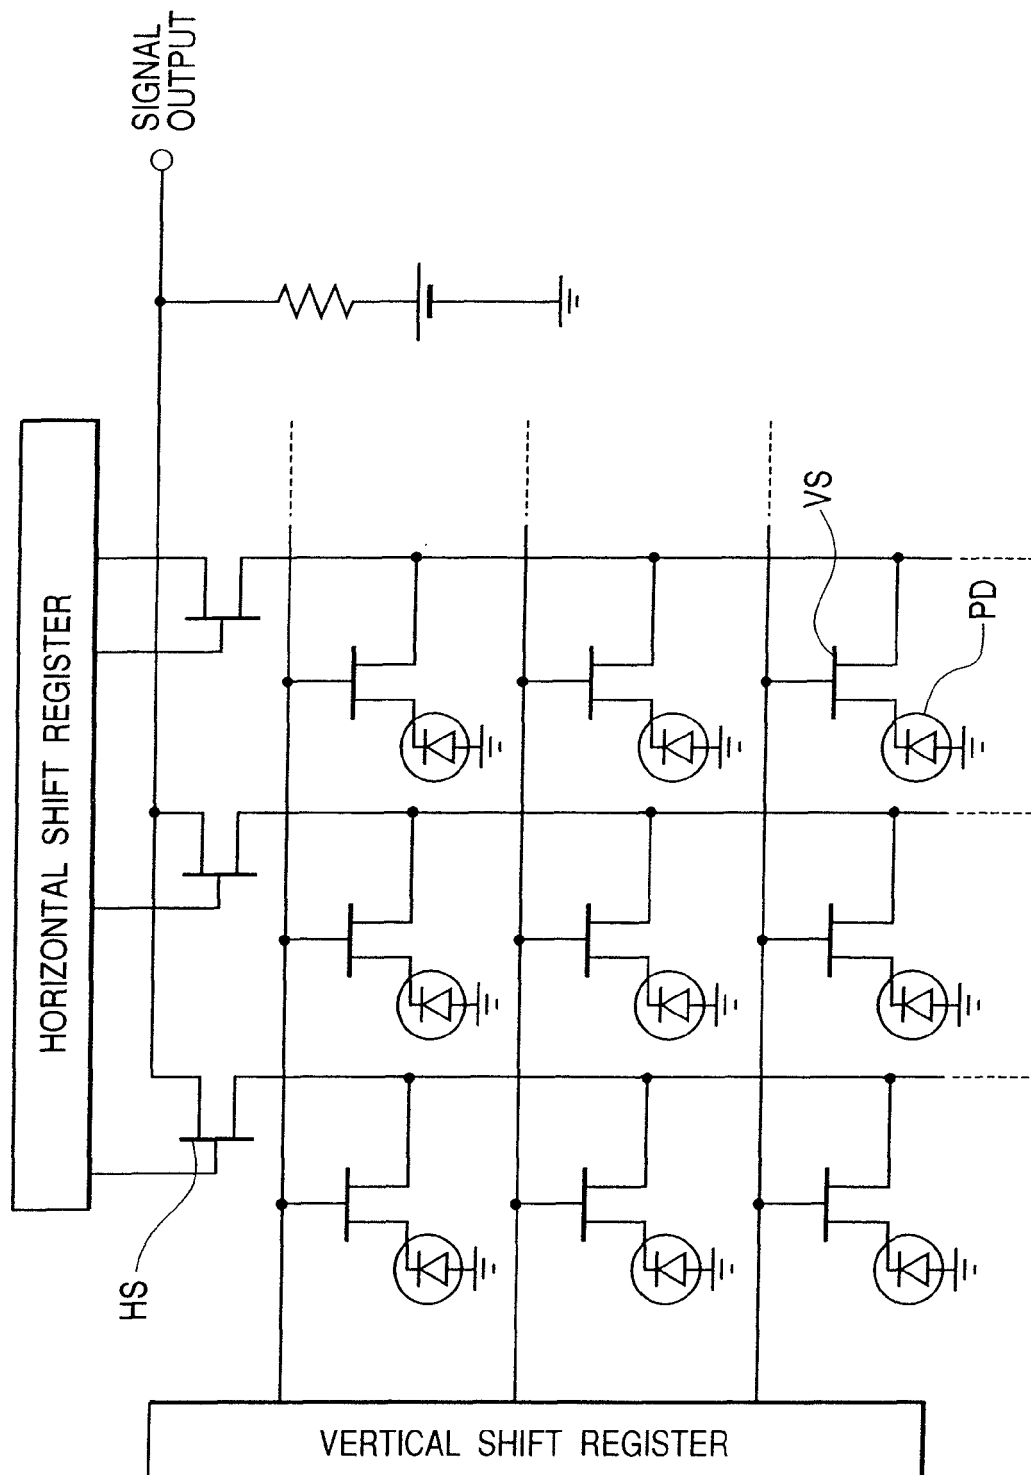 SIGNAL
OUTPUT
HORIZONTAL SHIFT REGISTER
VS
PD
HS
VERTICAL SHIFT REGISTER